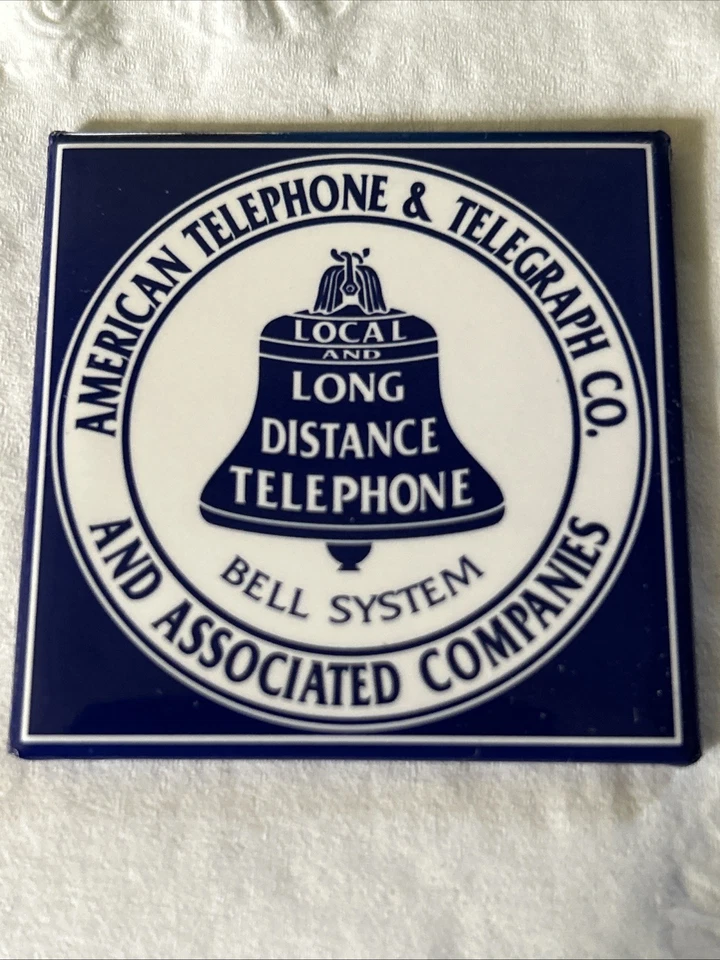 AMERICAN TELEPHONE & TELEGRAPH CO.
LOCAL
AND
LONG
DISTANCE
TELEPHONE
BELL SYSTEM
AND ASSOCIATED COMPANIES